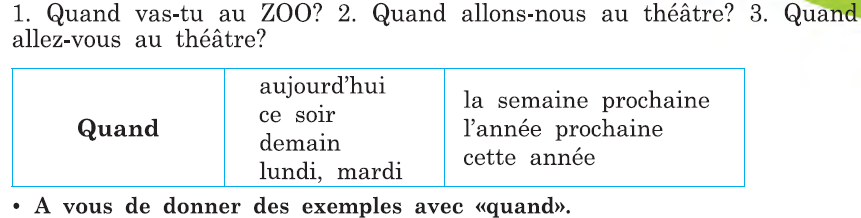 1. Quand vas-tu au ZOO? 2. Quand allons-nous au théâtre? 3. Quand
allez-vous au théâtre?
Quand
aujourd'hui
ce soir
demain
lundi, mardi
la semaine prochaine
l'année prochaine
cette année
• A vous de donner des exemples avec «quand».